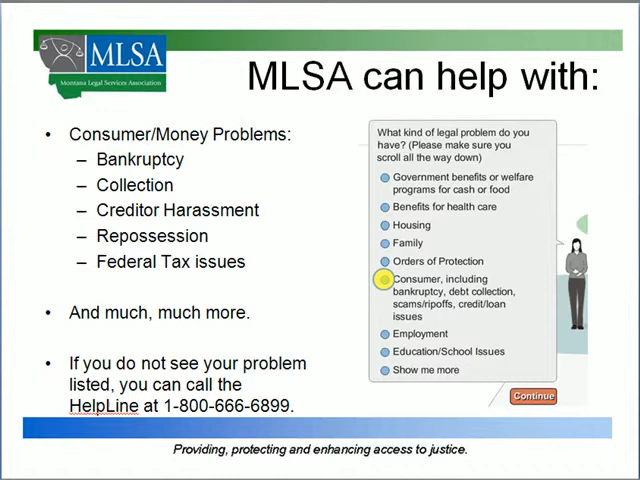 MLSA
Montana Legal Services Association
MLSA can help with:
• Consumer/Money Problems:
– Bankruptcy
– Collection
– Creditor Harassment
– Repossession
– Federal Tax issues
• And much, much more.
• If you do not see your problem
listed, you can call the
HelpLine at 1-800-666-6899.
What kind of legal problem do you
have? (Please make sure you
scroll all the way down)
Government benefits or welfare
programs for cash or food
Benefits for health care
Housing
Family
Orders of Protection
Consumer, including
bankruptcy, debt collection,
scams/ripoffs, credit/loan
issues
Employment
Education/School Issues
Show me more
Continue
Providing, protecting and enhancing access to justice.